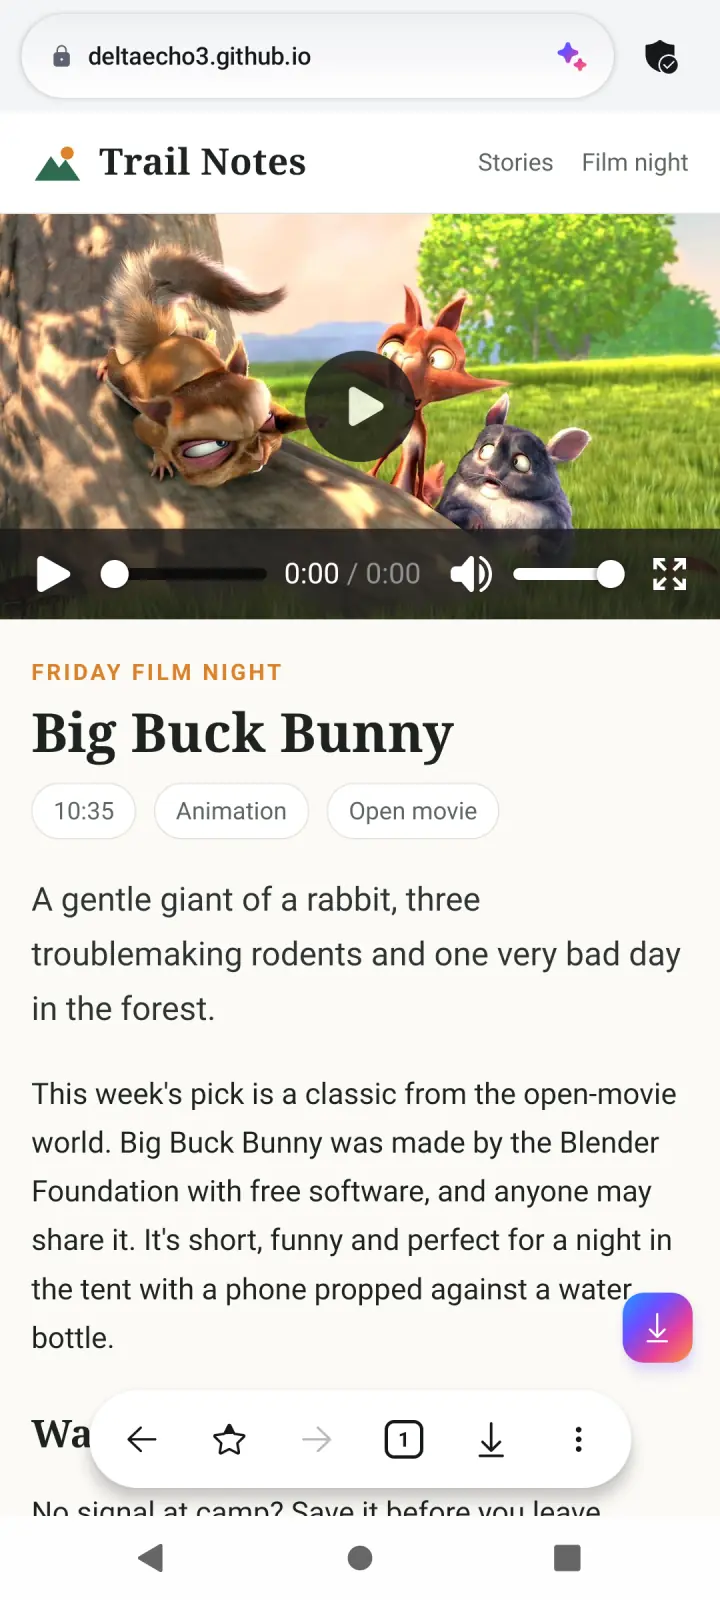 deltaecho3.github.io
Trail Notes
Stories
Film night
0:00 / 0:00
FRIDAY FILM NIGHT
Big Buck Bunny
10:35
Animation
Open movie
A gentle giant of a rabbit, three
troublemaking rodents and one very bad day
in the forest.
This week's pick is a classic from the open-movie
world. Big Buck Bunny was made by the Blender
Foundation with free software, and anyone may
share it. It's short, funny and perfect for a night in
the tent with a phone propped against a water
bottle.
Wa
1
No signal at camp? Save it before you leave